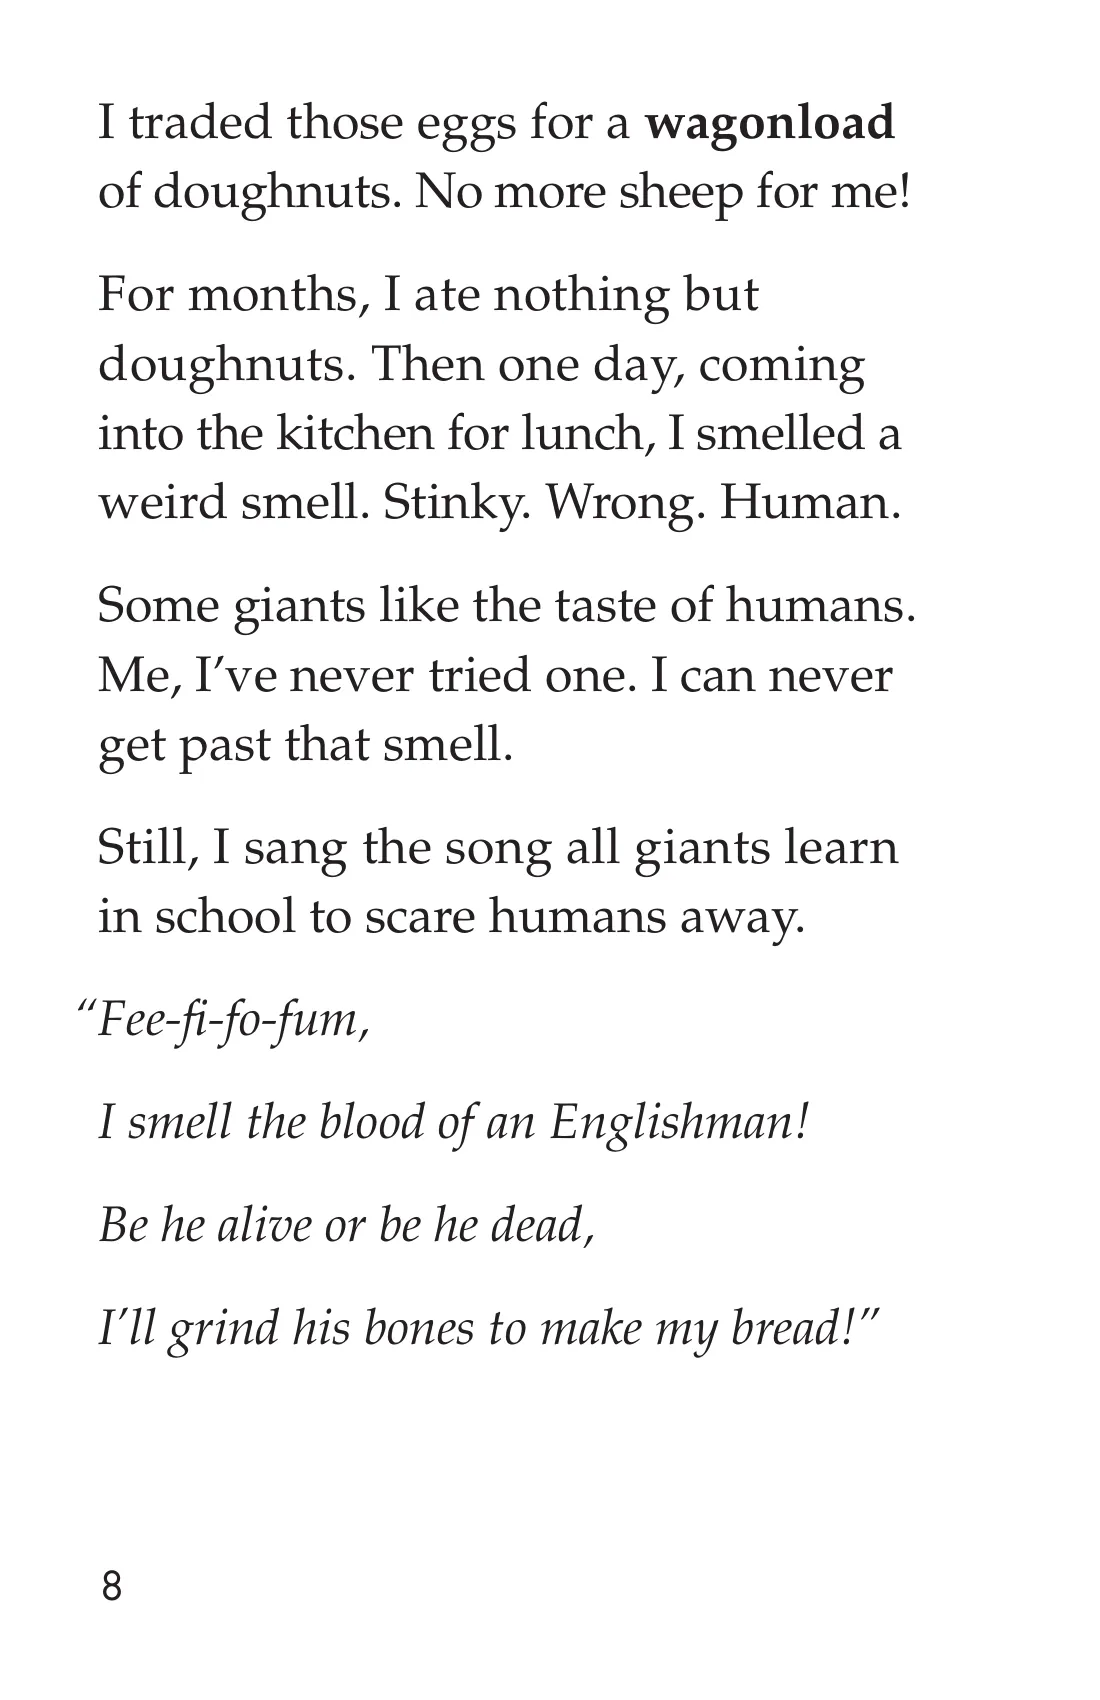 I traded those eggs for a wagonload
of doughnuts. No more sheep for me!
For months, I ate nothing but
doughnuts. Then one day, coming
into the kitchen for lunch, I smelled a
weird smell. Stinky. Wrong. Human.
Some giants like the taste of humans.
Me, I’ve never tried one. I can never
get past that smell.
Still, I sang the song all giants learn
in school to scare humans away.
“Fee-fi-fo-fum,
I smell the blood of an Englishman!
Be he alive or be he dead,
I’ll grind his bones to make my bread!”
8